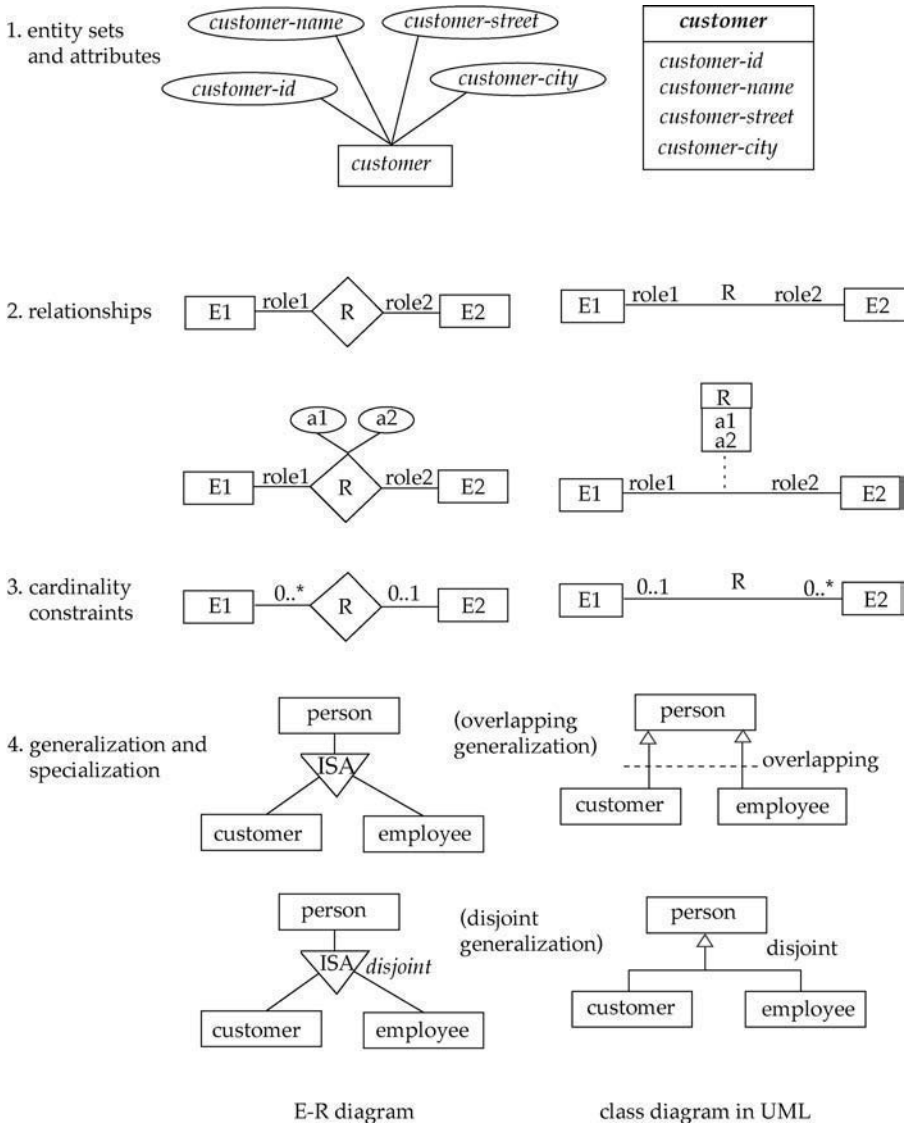 1. entity sets
and attributes
customer-name
customer-street
customer-id
customer-city
customer
customer
customer-id
customer-name
customer-street
customer-city
2. relationships
E1 role1 R role2 E2
E1 role1 R role2 E2
a1 a2
E1 role1 R role2 E2
R
a1
a2
E1 role1 role2 E2
3. cardinality
constraints
E1 0..* R 0..1 E2
E1 0..1 R 0..* E2
4. generalization and
specialization
person
ISA
customer employee
(overlapping
generalization)
person
overlapping
customer employee
person
ISA disjoint
customer employee
(disjoint
generalization)
person
disjoint
customer employee
E-R diagram
class diagram in UML